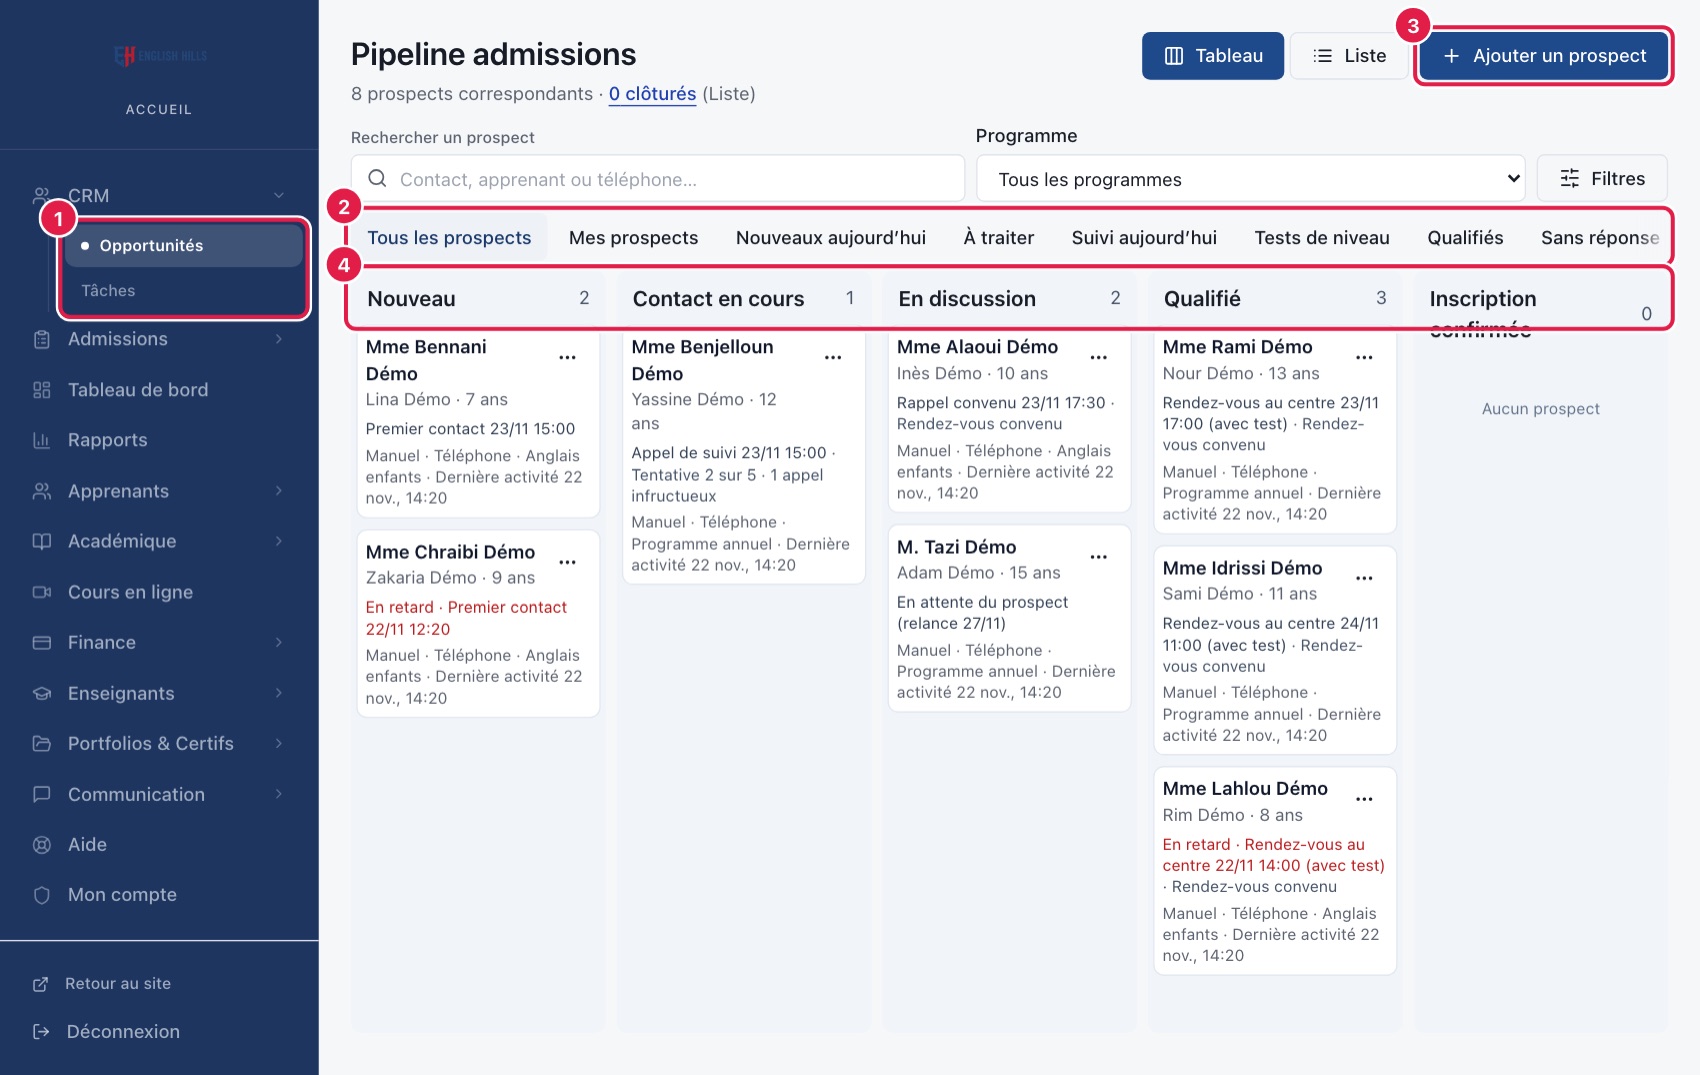 ENGLISH HILLS
ACCUEIL
CRM
1
Opportunités
Tâches
Admissions
Tableau de bord
Rapports
Apprenants
Académique
Cours en ligne
Finance
Enseignants
Portfolios & Certifs
Communication
Aide
Mon compte
Retour au site
Déconnexion
Pipeline admissions
8 prospects correspondants · 0 clôturés (Liste)
Tableau
Liste
3
+ Ajouter un prospect
Rechercher un prospect
Contact, apprenant ou téléphone...
Programme
Tous les programmes
Filtres
2
Tous les prospects
Mes prospects
Nouveaux aujourd’hui
À traiter
Suivi aujourd’hui
Tests de niveau
Qualifiés
Sans réponse
4
Nouveau 2
Mme Bennani
Démo
Lina Démo · 7 ans
Premier contact 23/11 15:00
Manuel · Téléphone · Anglais
enfants · Dernière activité 22
nov., 14:20
Mme Chraibi Démo
Zakaria Démo · 9 ans
En retard · Premier contact
22/11 12:20
Manuel · Téléphone · Anglais
enfants · Dernière activité 22
nov., 14:20
Contact en cours 1
Mme Benjelloun
Démo
Yassine Démo · 12
ans
Appel de suivi 23/11 15:00 ·
Tentative 2 sur 5 · 1 appel
infructueux
Manuel · Téléphone ·
Programme annuel · Dernière
activité 22 nov., 14:20
En discussion 2
Mme Alaoui Démo
Inès Démo · 10 ans
Rappel convenu 23/11 17:30 ·
Rendez-vous convenu
Manuel · Téléphone · Anglais
enfants · Dernière activité 22
nov., 14:20
M. Tazi Démo
Adam Démo · 15 ans
En attente du prospect
(relance 27/11)
Manuel · Téléphone ·
Programme annuel · Dernière
activité 22 nov., 14:20
Qualifié 3
Mme Rami Démo
Nour Démo · 13 ans
Rendez-vous au centre 23/11
17:00 (avec test) · Rendez-
vous convenu
Manuel · Téléphone ·
Programme annuel · Dernière
activité 22 nov., 14:20
Mme Idrissi Démo
Sami Démo · 11 ans
Rendez-vous au centre 24/11
11:00 (avec test) · Rendez-
vous convenu
Manuel · Téléphone ·
Programme annuel · Dernière
activité 22 nov., 14:20
Mme Lahlou Démo
Rim Démo · 8 ans
En retard · Rendez-vous au
centre 22/11 14:00 (avec test)
· Rendez-vous convenu
Manuel · Téléphone · Anglais
enfants · Dernière activité 22
nov., 14:20
Inscription
confirmée 0
Aucun prospect